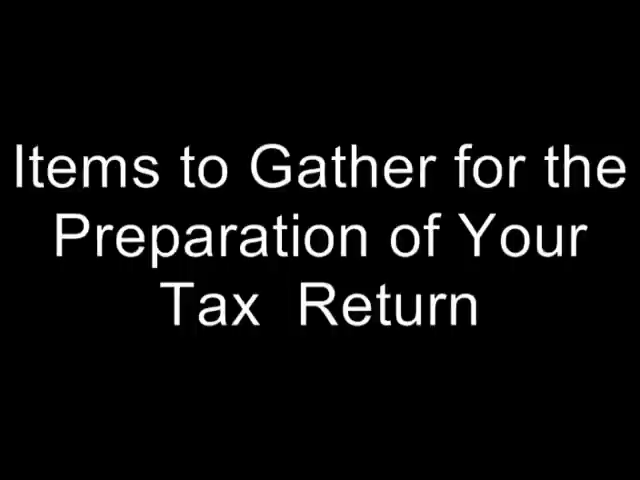 Items to Gather for the
Preparation of Your
Tax  Return